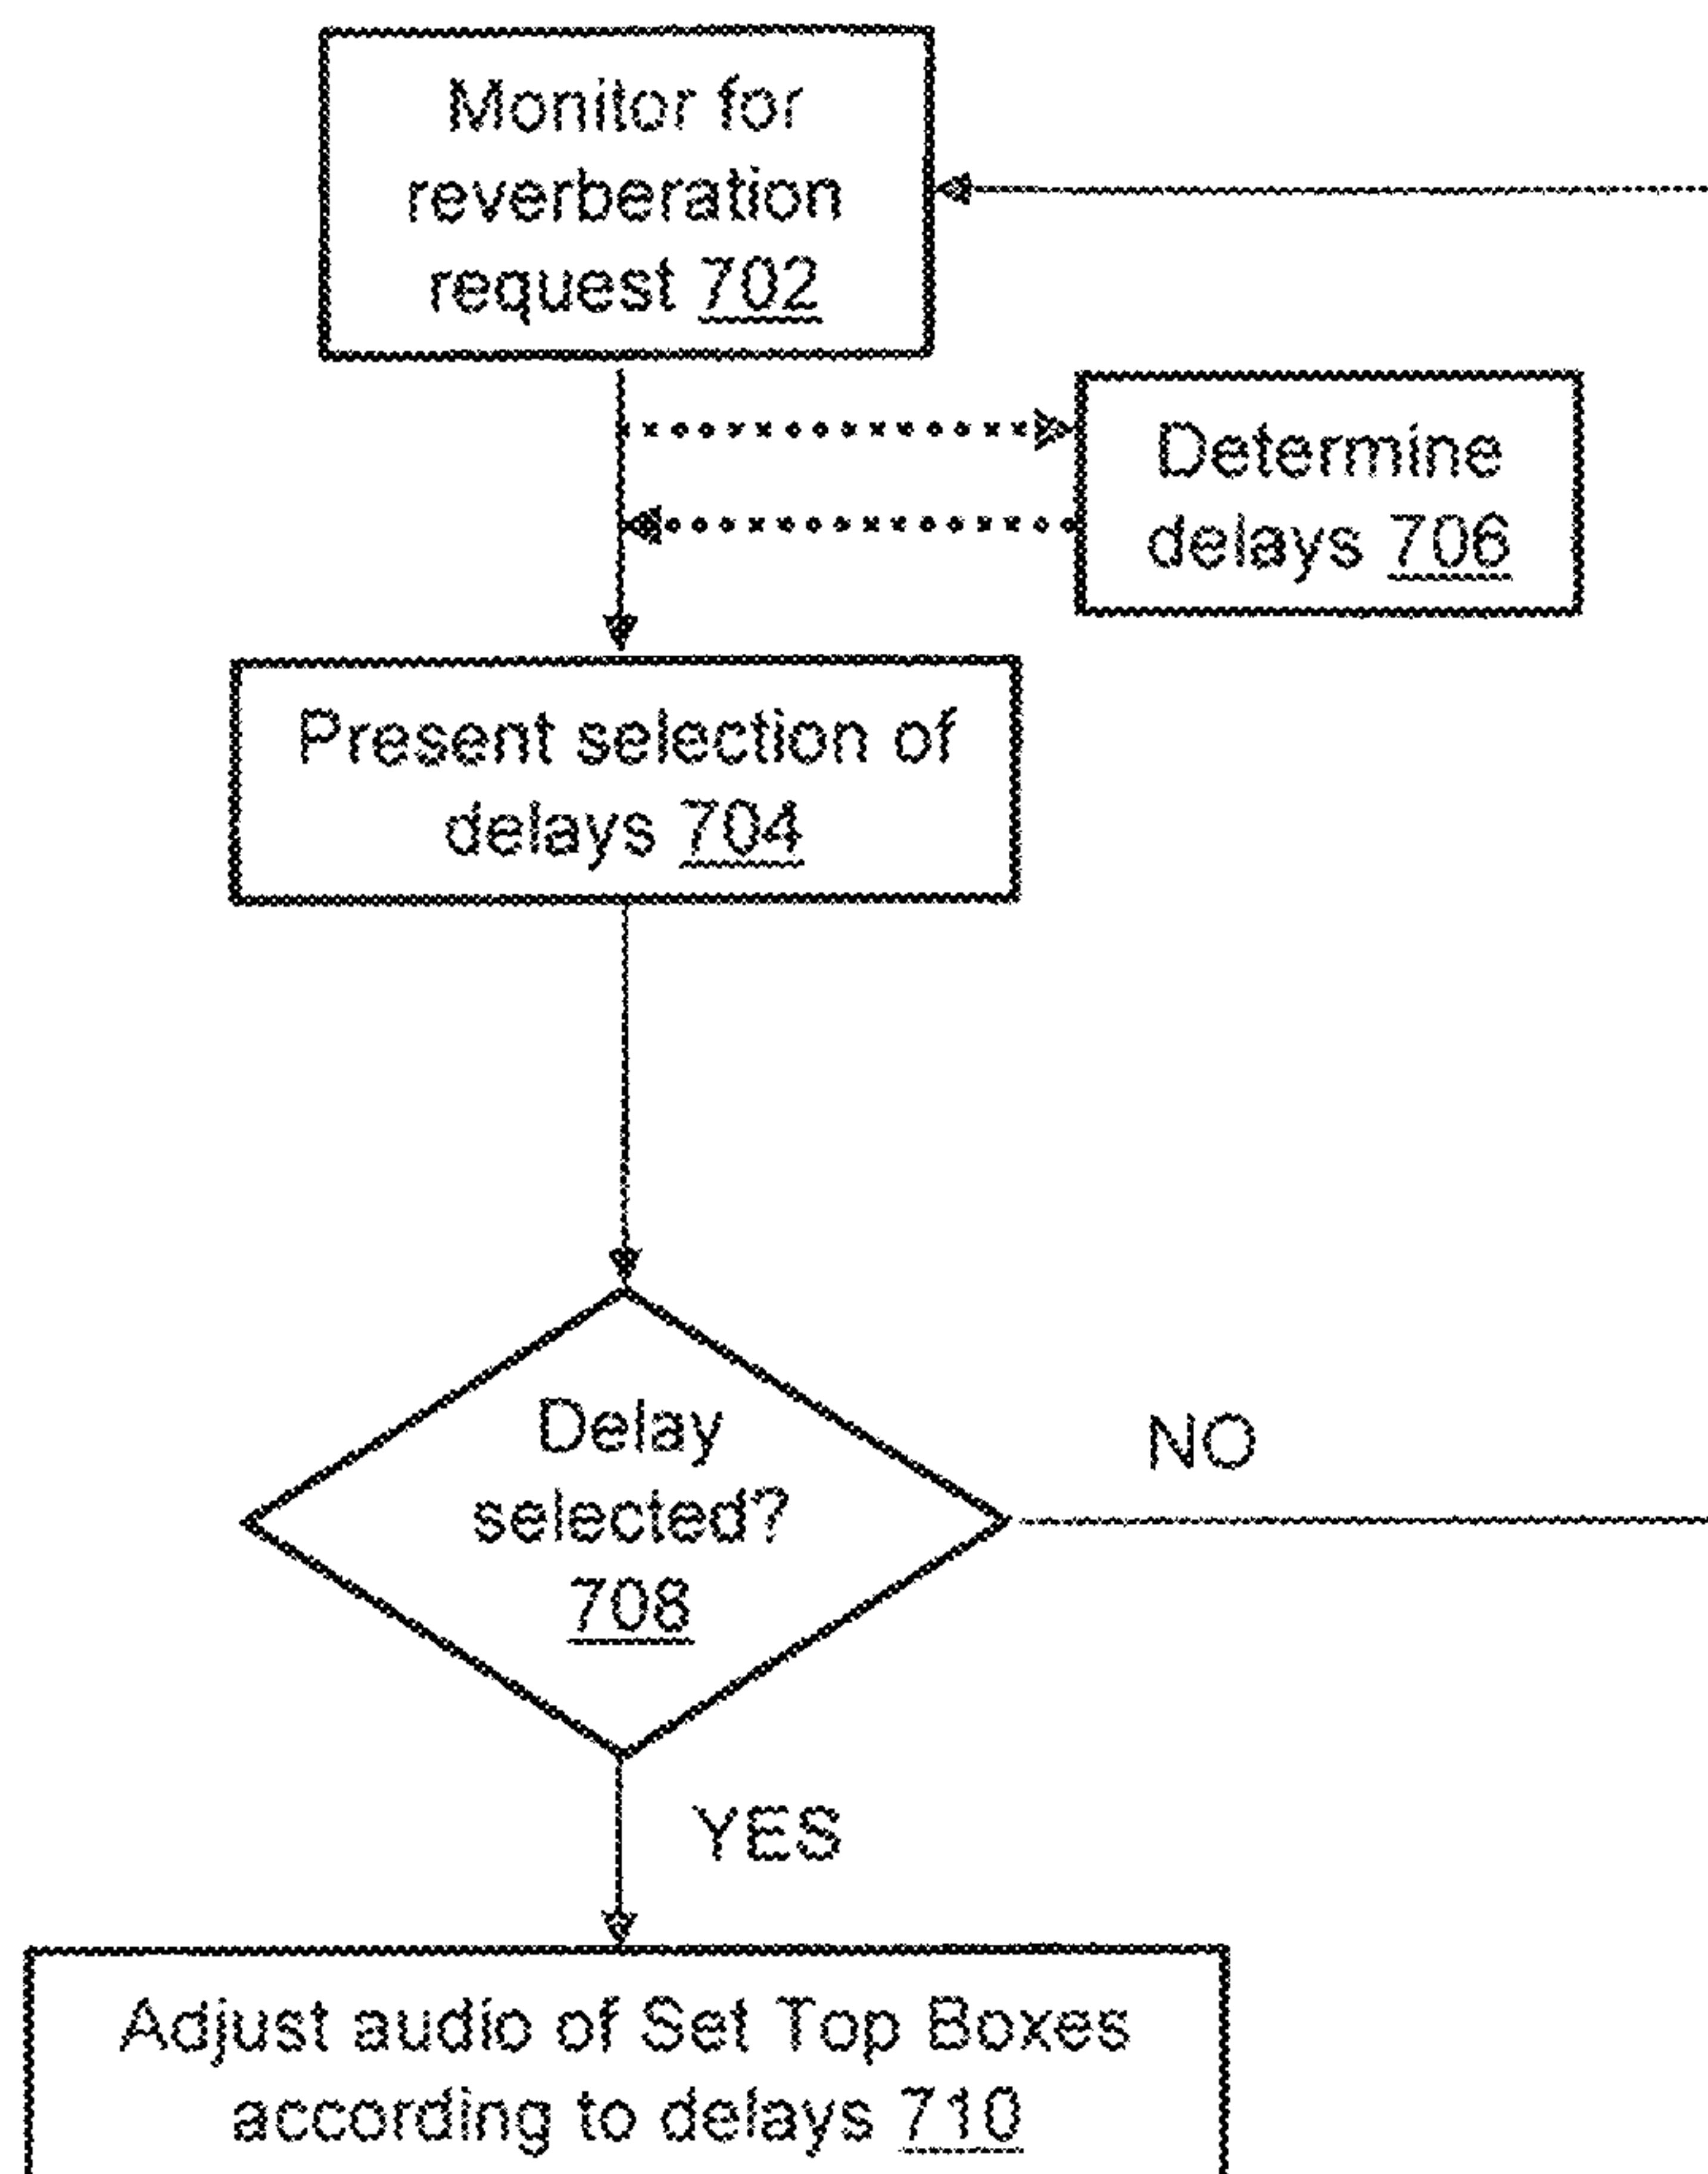 Monitor for
reverberation
request 702
Determine
delays 706
Present selection of
delays 704
Delay
selected?
708
NO
YES
Adjust audio of Set Top Boxes
according to delays 710